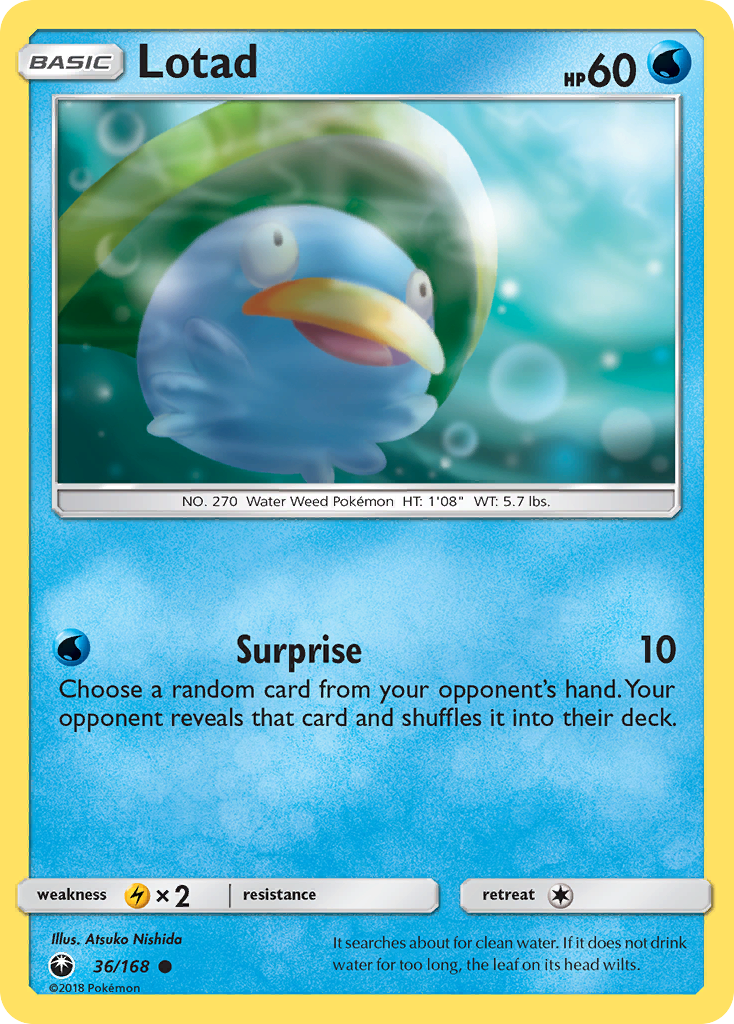 BASIC Lotad HP60
NO. 270 Water Weed Pokémon HT: 1'08" WT: 5.7 lbs.
Surprise 10
Choose a random card from your opponent's hand. Your
opponent reveals that card and shuffles it into their deck.
weakness ×2 resistance retreat
Illus. Atsuko Nishida
36/168
©2018 Pokémon
It searches about for clean water. If it does not drink
water for too long, the leaf on its head wilts.